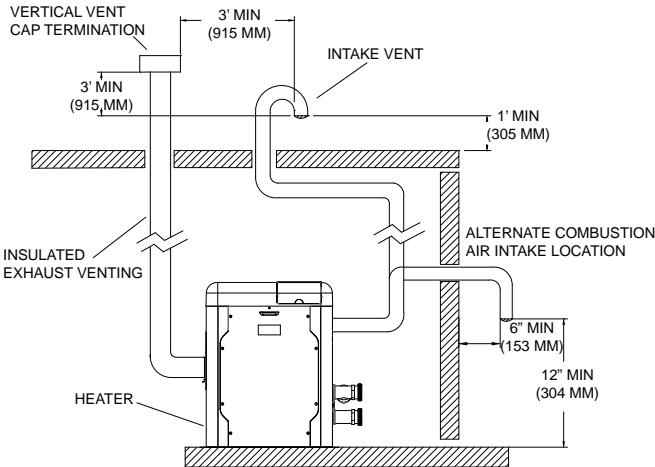 VERTICAL VENT
CAP TERMINATION
3’ MIN
(915 MM)
INTAKE VENT
3’ MIN
(915 MM)
1’ MIN
(305 MM)
INSULATED
EXHAUST VENTING
ALTERNATE COMBUSTION
AIR INTAKE LOCATION
6” MIN
(153 MM)
12” MIN
(304 MM)
HEATER